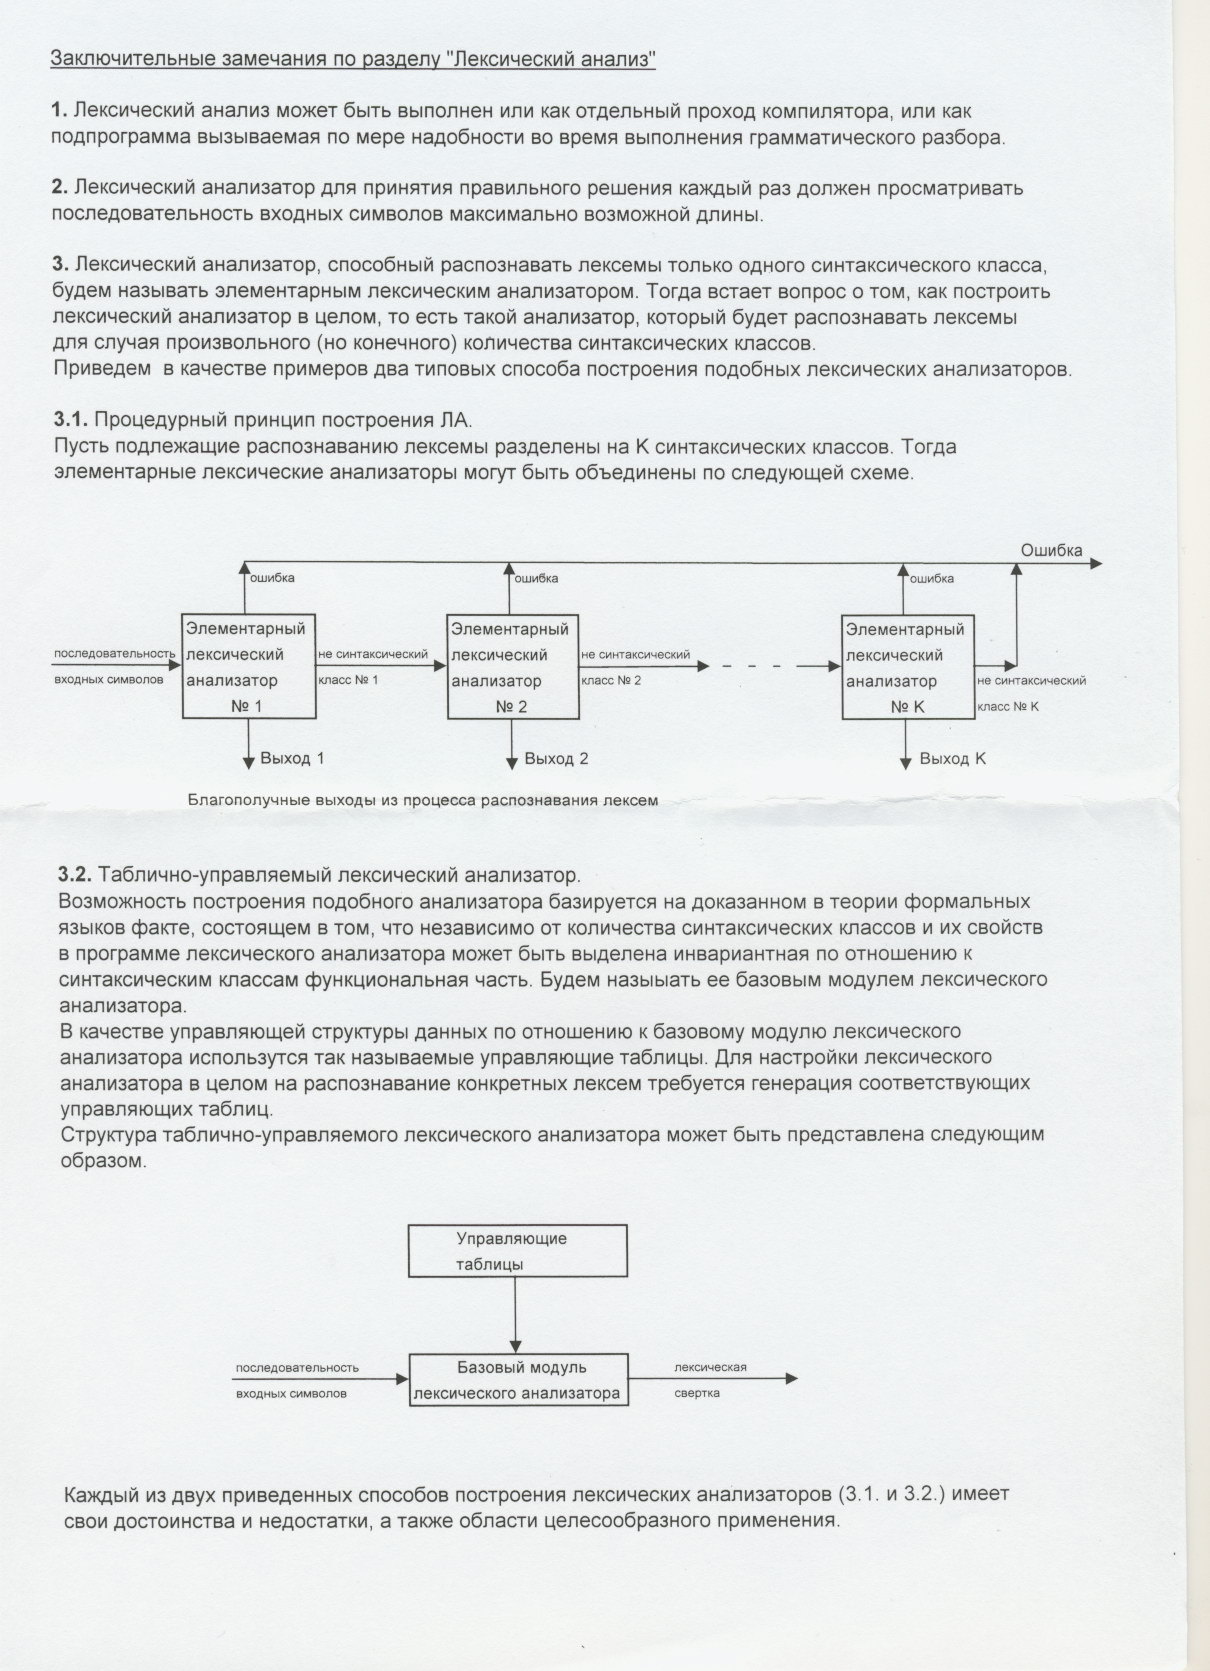 Заключительные замечания по разделу "Лексический анализ"
1. Лексический анализ может быть выполнен или как отдельный проход компилятора, или как
подпрограмма вызываемая по мере надобности во время выполнения грамматического разбора.
2. Лексический анализатор для принятия правильного решения каждый раз должен просматривать
последовательность входных символов максимально возможной длины.
3. Лексический анализатор, способный распознавать лексемы только одного синтаксического класса,
будем называть элементарным лексическим анализатором. Тогда встает вопрос о том, как построить
лексический анализатор в целом, то есть такой анализатор, который будет распознавать лексемы
для случая произвольного (но конечного) количества синтаксических классов.
Приведем в качестве примеров два типовых способа построения подобных лексических анализаторов.
3.1. Процедурный принцип построения ЛА.
Пусть подлежащие распознаванию лексемы разделены на K синтаксических классов. Тогда
элементарные лексические анализаторы могут быть объединены по следующей схеме.
Ошибка
ошибка
ошибка
ошибка
последовательность
входных символов
Элементарный
лексический
анализатор
№ 1
не синтаксический
класс № 1
Элементарный
лексический
анализатор
№ 2
не синтаксический
класс № 2
Элементарный
лексический
анализатор
№ K
не синтаксический
класс № K
Выход 1
Выход 2
Выход K
Благополучные выходы из процесса распознавания лексем
3.2. Таблично-управляемый лексический анализатор.
Возможность построения подобного анализатора базируется на доказанном в теории формальных
языков факте, состоящем в том, что независимо от количества синтаксических классов и их свойств
в программе лексического анализатора может быть выделена инвариантная по отношению к
синтаксическим классам функциональная часть. Будем назыыать ее базовым модулем лексического
анализатора.
В качестве управляющей структуры данных по отношению к базовому модулю лексического
анализатора использутся так называемые управляющие таблицы. Для настройки лексического
анализатора в целом на распознавание конкретных лексем требуется генерация соответствующих
управляющих таблиц.
Структура таблично-управляемого лексического анализатора может быть представлена следующим
образом.
Управляющие
таблицы
последовательность
входных символов
Базовый модуль
лексического анализатора
лексическая
свертка
Каждый из двух приведенных способов построения лексических анализаторов (3.1. и 3.2.) имеет
свои достоинства и недостатки, а также области целесообразного применения.